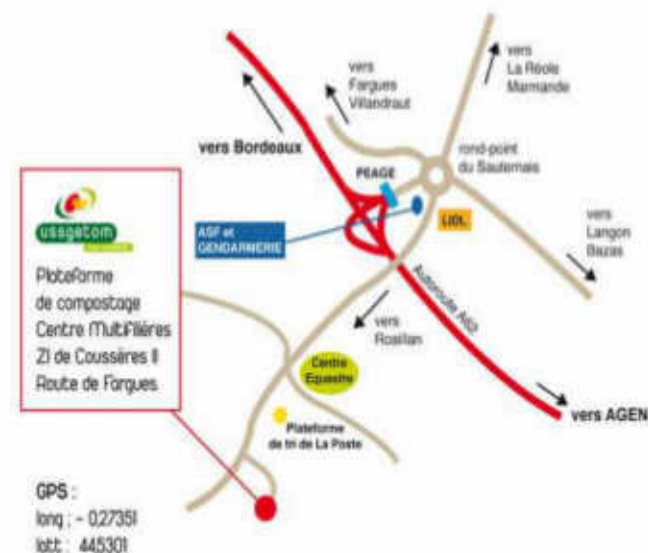 vers
La Réole
Marmande
vers
Fargues
Villandraut
vers Bordeaux
rond-point
du Sauternais
PEAGE
ussgetom
ASF et
GENDARMERIE
LIDL
vers
Langon
Bazas
Plateforme
de compostage
Centre Multifilières
ZI de Coussères II
Route de Fargues
Autoroute A62
vers
Roaillan
Centre
Equestre
vers AGEN
Plateforme
de tri de La Poste
GPS :
long : - 0.27351
latt : 44.5301